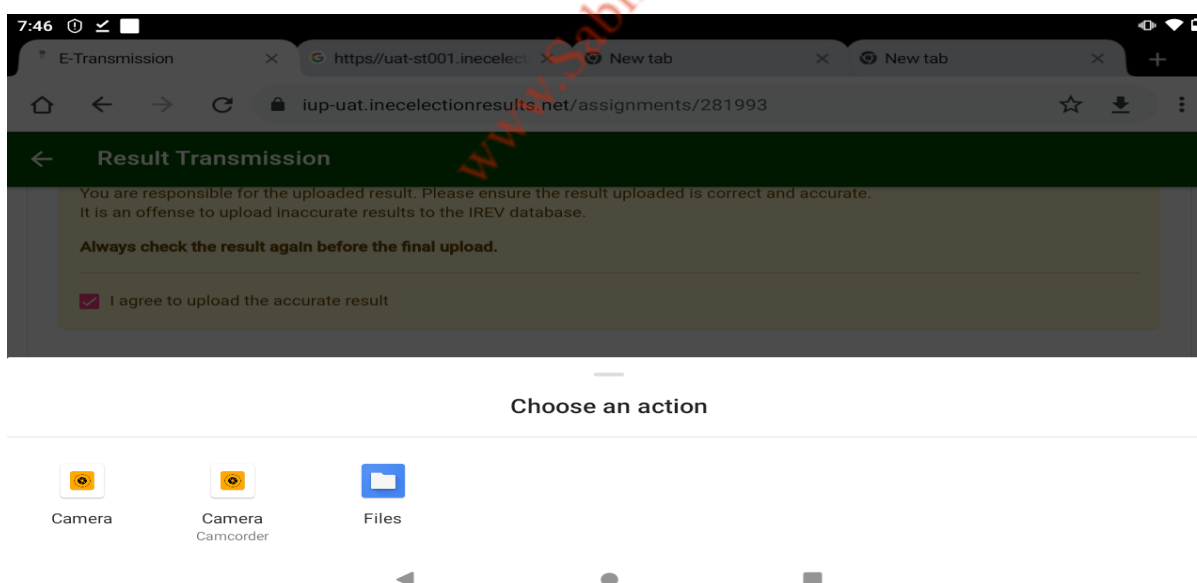 7:46
E-Transmission
https//uat-st001.inecelect
New tab
New tab
iup-uat.inecelectionresults.net/assignments/281993
Result Transmission
You are responsible for the uploaded result. Please ensure the result uploaded is correct and accurate.
It is an offense to upload inaccurate results to the IREV database.
Always check the result again before the final upload.
I agree to upload the accurate result
Choose an action
Camera
Camera
Files
Camcorder